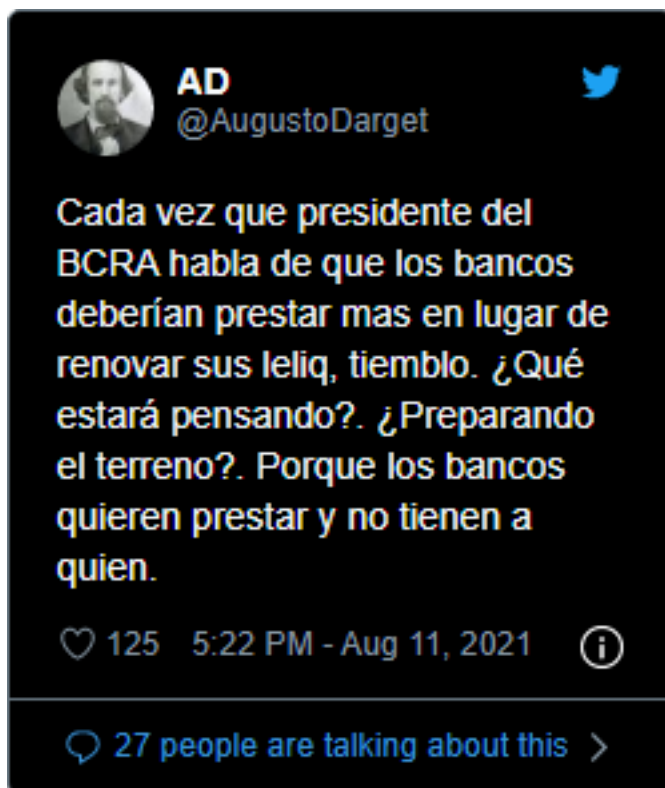 AD
@AugustoDarget
Cada vez que presidente del
BCRA habla de que los bancos
deberían prestar mas en lugar de
renovar sus leliq, tiemblo. ¿Qué
estará pensando?. ¿Preparando
el terreno?. Porque los bancos
quieren prestar y no tienen a
quien.
125 5:22 PM - Aug 11, 2021
27 people are talking about this